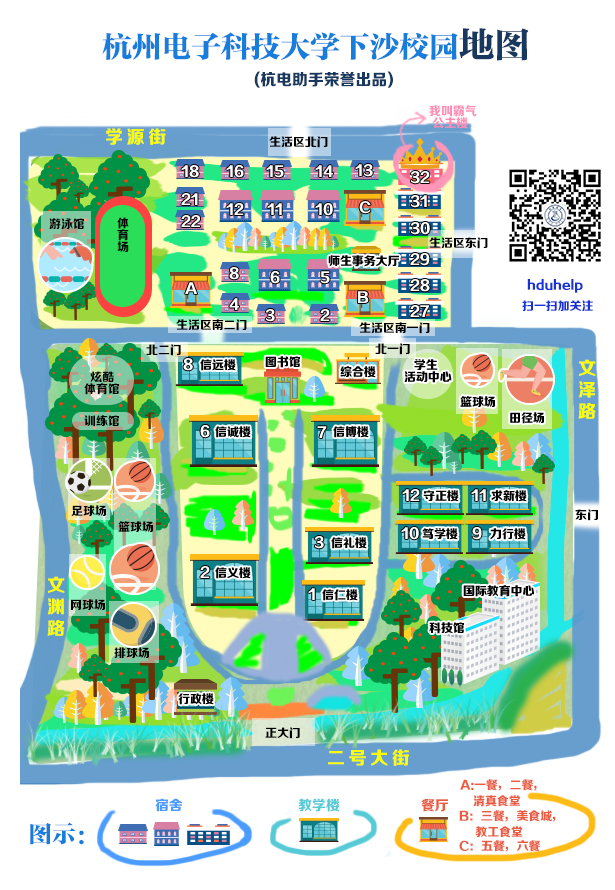 杭州电子科技大学下沙校园地图
(杭电助手荣誉出品)
我叫霸气
公主楼
学源街
生活区北门
18
16
15
14
13
32
21
12
11
10
C
31
22
30
游泳馆
体育场
生活区东门
师生事务大厅
29
8
6
5
28
A
B
4
3
2
27
hduhelp
扫一扫加关注
生活区南二门
生活区南一门
北二门
北一门
8 信远楼
图书馆
综合楼
学生
活动中心
炫酷
体育馆
篮球场
田径场
文泽路
训练馆
6 信诚楼
7 信博楼
足球场
篮球场
12 守正楼
11 求新楼
东门
10 笃学楼
9 力行楼
3 信礼楼
2 信义楼
1 信仁楼
网球场
文渊路
国际教育中心
科技馆
排球场
行政楼
正大门
二号大街
图示：
宿舍
教学楼
餐厅
A:一餐，二餐，
清真食堂
B: 三餐，美食城，
教工食堂
C: 五餐，六餐